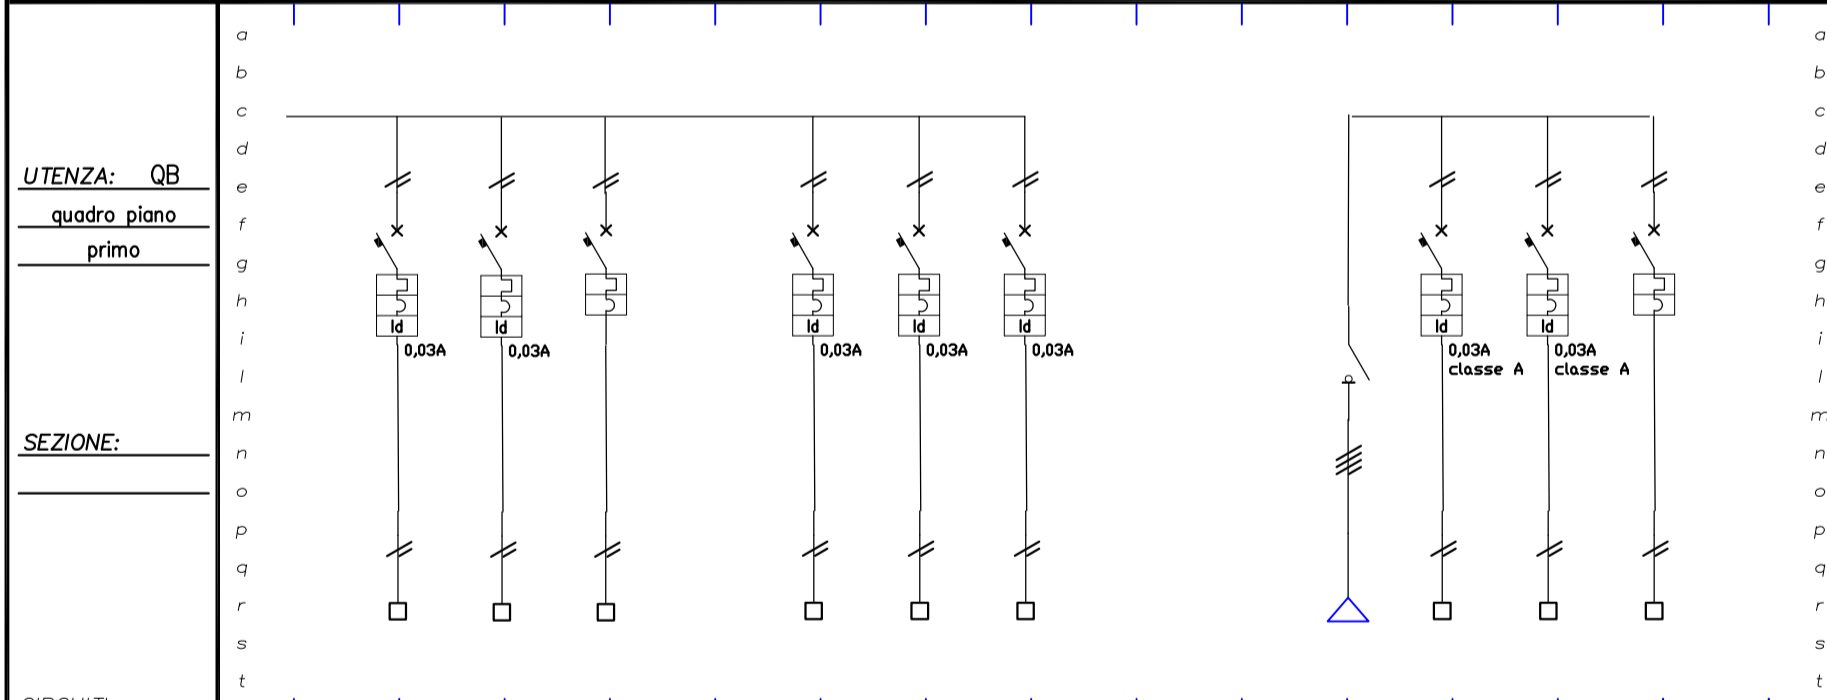 a a
b b
c c
d d
UTENZA: QB
e e
quadro piano
f f
primo
g g
h h
Id Id Id Id Id Id Id
i i
0,03A 0,03A 0,03A 0,03A 0,03A 0,03A 0,03A
classe A classe A
l l
m m
SEZIONE:
n n
o o
p p
q q
r r
s s
t t